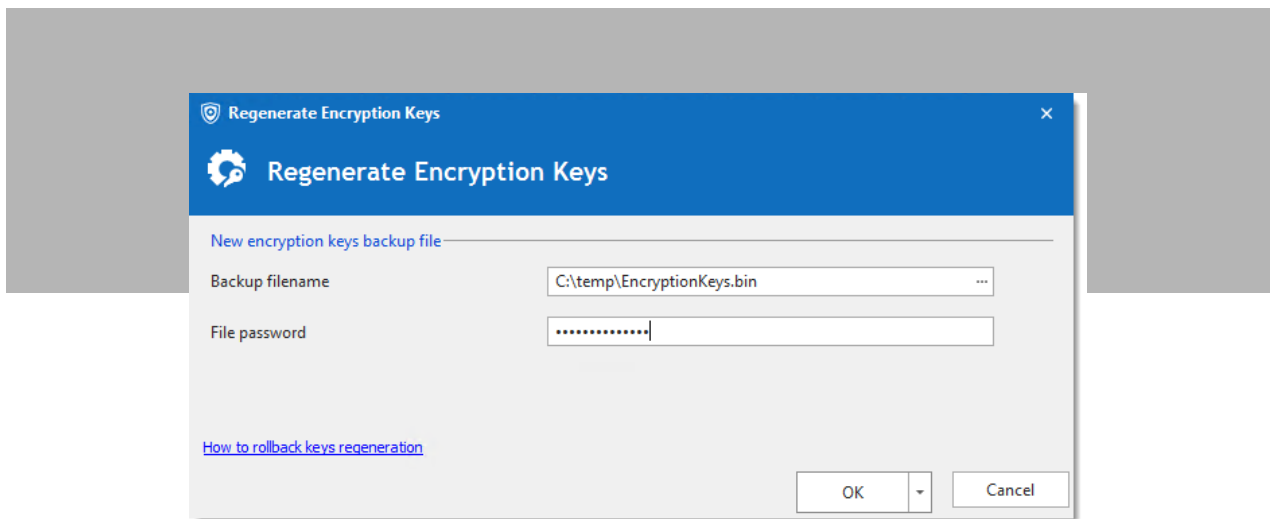 Regenerate Encryption Keys
Regenerate Encryption Keys
New encryption keys backup file
Backup filename C:\temp\EncryptionKeys.bin ...
File password ••••••••••••••
How to rollback keys regeneration
OK Cancel